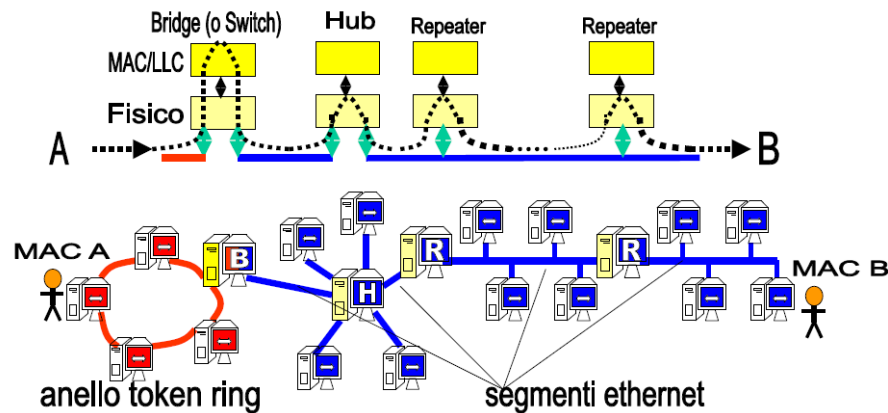 Bridge (o Switch)
Hub
Repeater
Repeater
MAC/LLC
Fisico
A
B
MAC A
B
H
R
R
MAC B
anello token ring
segmenti ethernet